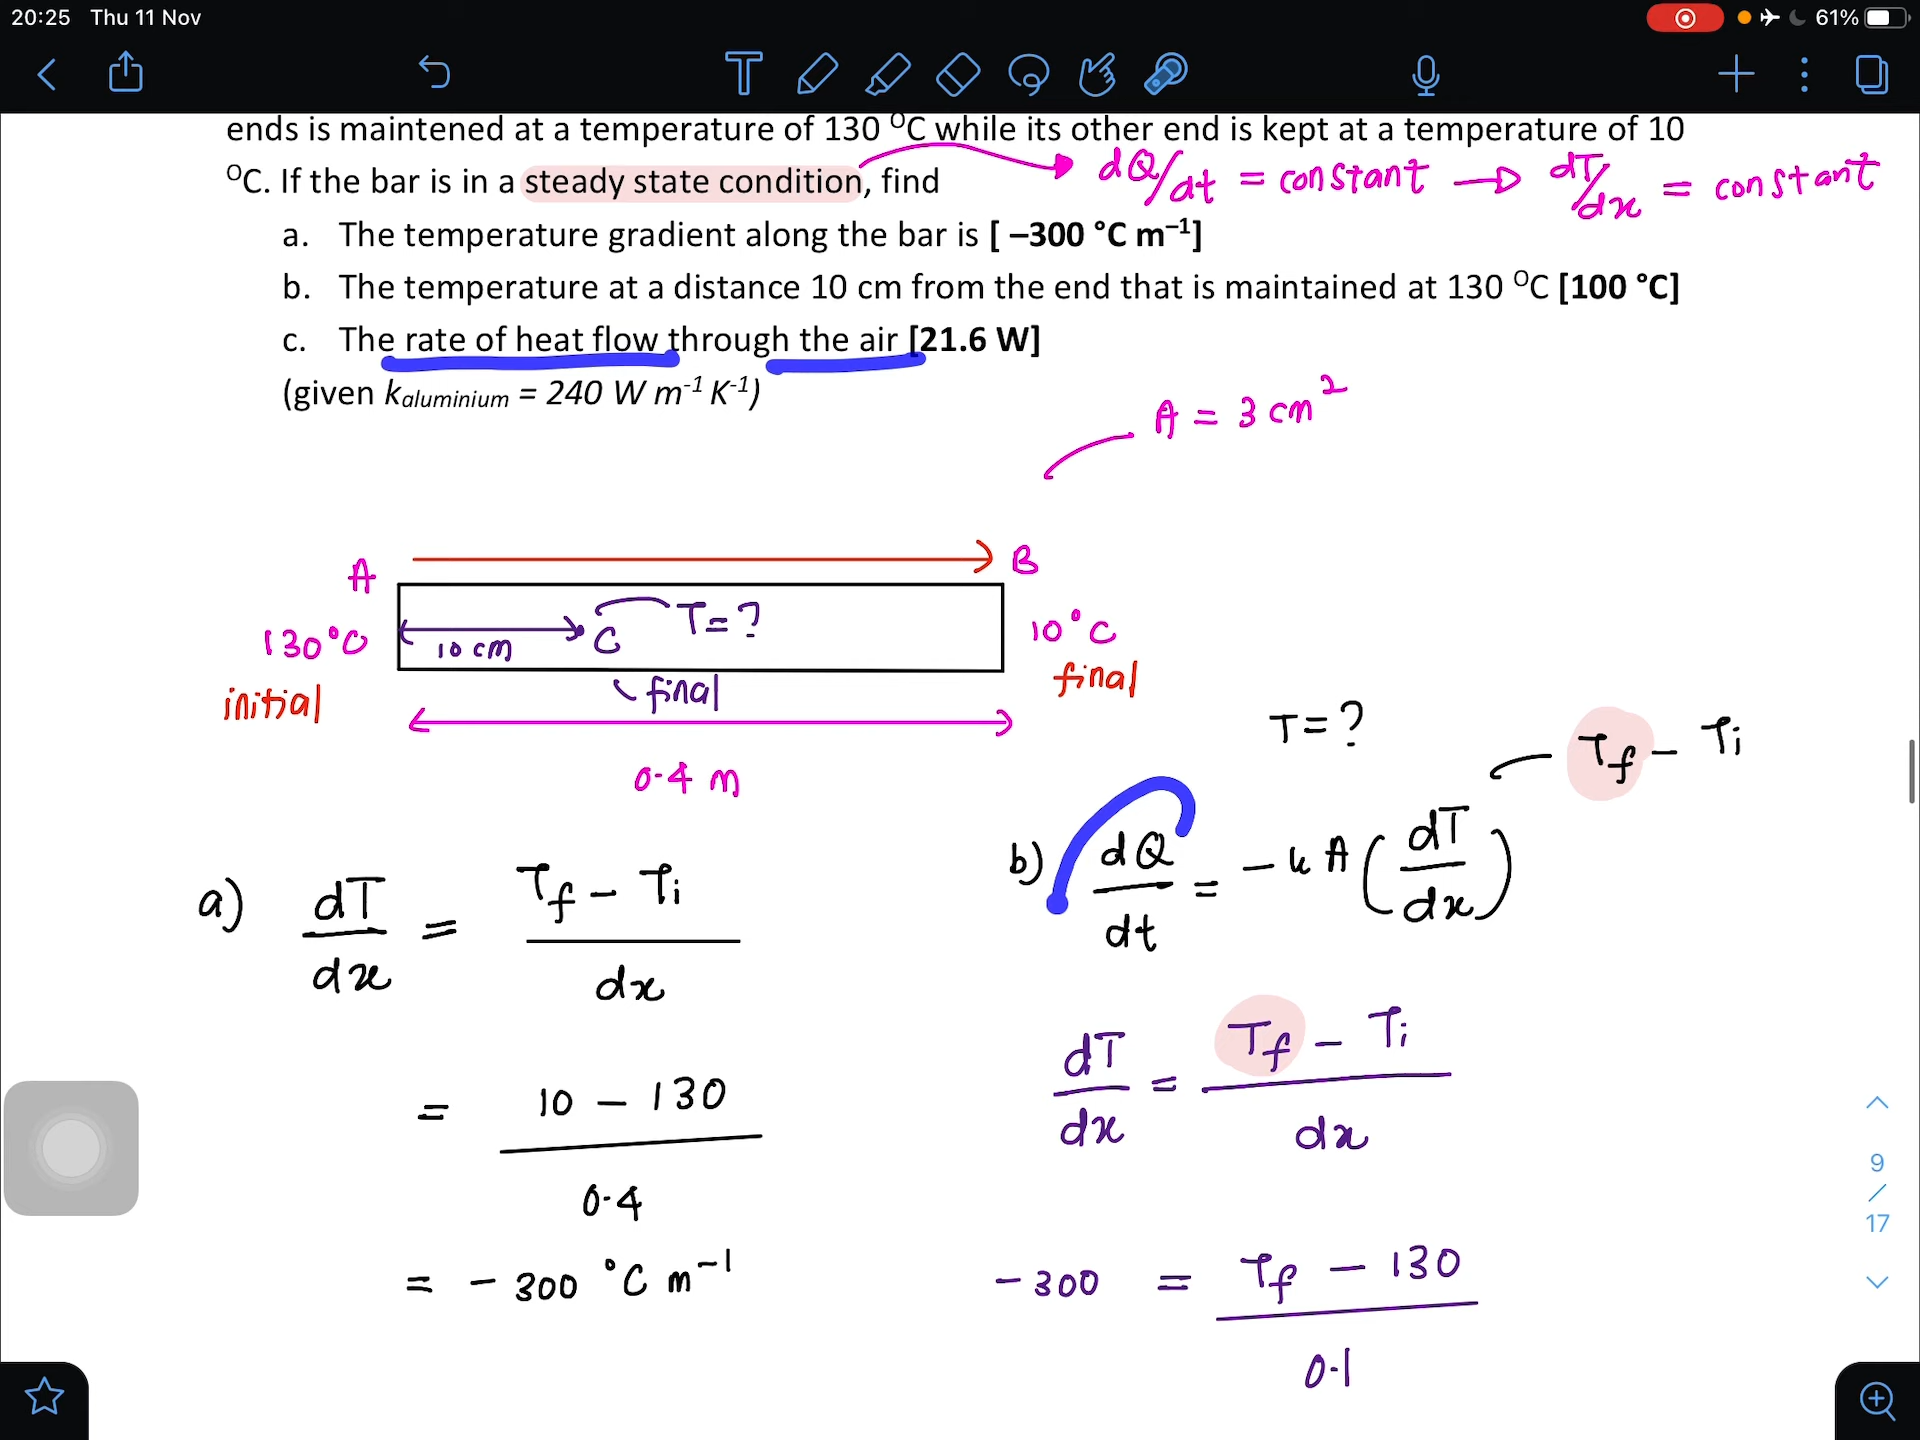 20:25 Thu 11 Nov 61%
ends is maintened at a temperature of 130 ᴼC while its other end is kept at a temperature of 10
ᴼC. If the bar is in a steady state condition, find
dQ/dt = constant → dT/dx = constant
a. The temperature gradient along the bar is [ –300 °C m⁻¹]
b. The temperature at a distance 10 cm from the end that is maintained at 130 ᴼC [100 °C]
c. The rate of heat flow through the air [21.6 W]
(given kaluminium = 240 W m⁻¹ K⁻¹)
A = 3 cm²
A B
130°C 10 cm C T = ? 10°C
initial final final
0.4 m
T = ?
Tf - Ti
a) dT/dx = Tf - Ti / dx
= 10 - 130 / 0.4
= - 300 °C m⁻¹
b) dQ/dt = - k A (dT/dx)
dT/dx = Tf - Ti / dx
- 300 = Tf - 130 / 0.1
9
/
17